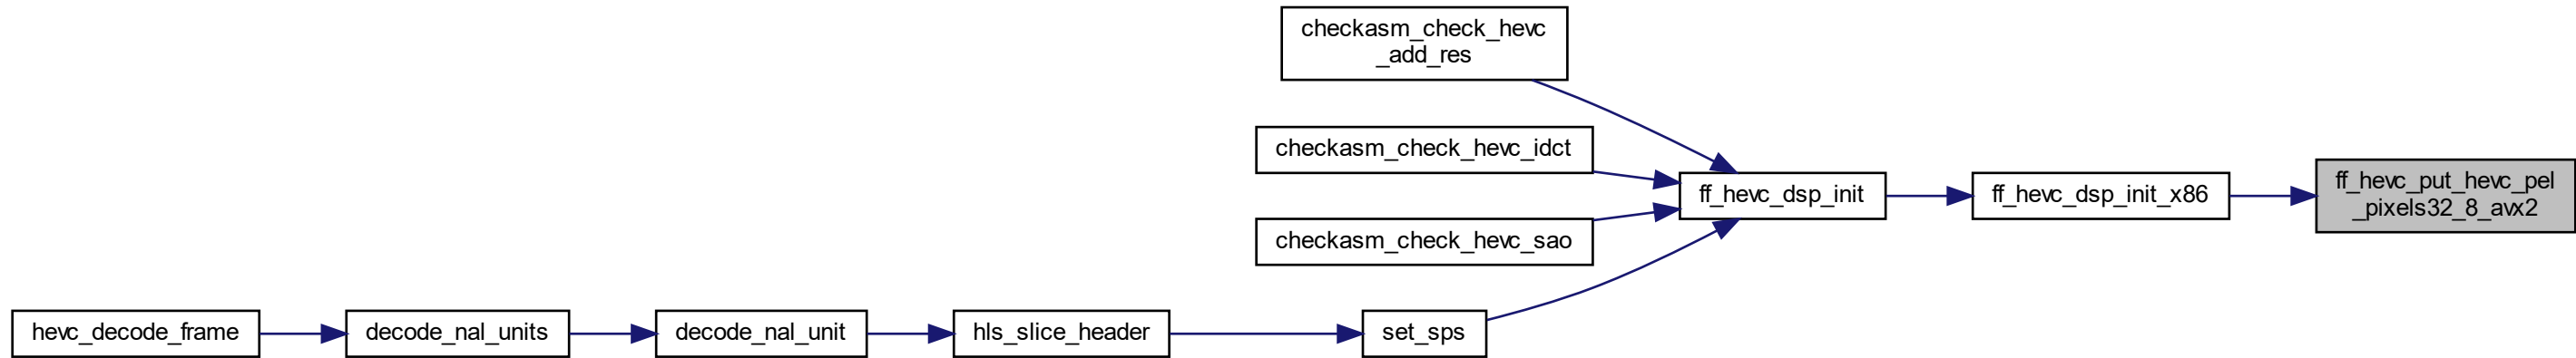 checkasm_check_hevc
_add_res
checkasm_check_hevc_idct
ff_hevc_dsp_init
ff_hevc_dsp_init_x86
ff_hevc_put_hevc_pel
_pixels32_8_avx2
checkasm_check_hevc_sao
hevc_decode_frame
decode_nal_units
decode_nal_unit
hls_slice_header
set_sps